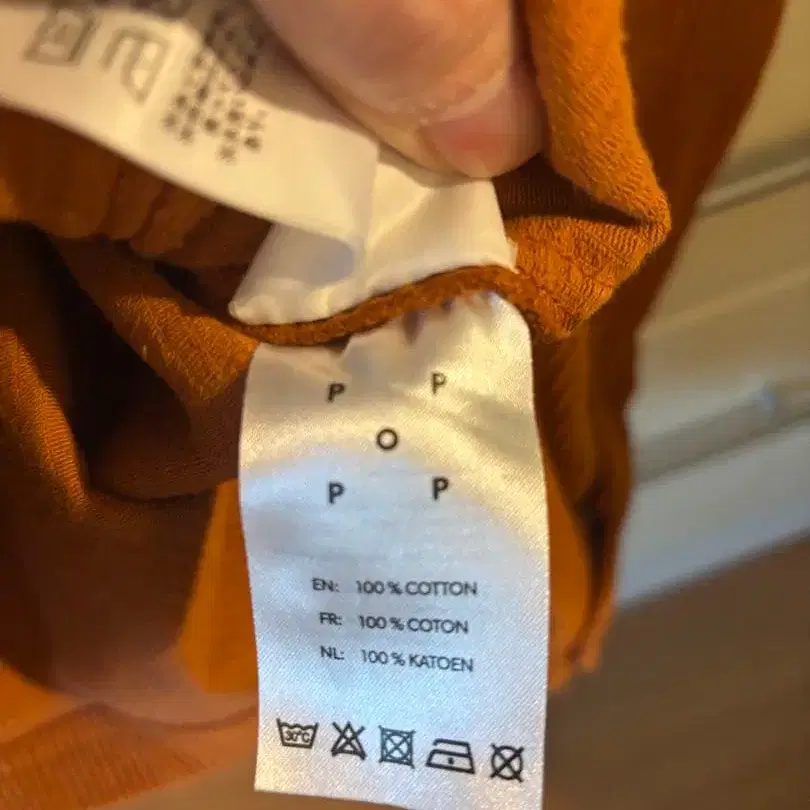 P P
O
P P
EN: 100 % COTTON
FR: 100 % COTON
NL: 100 % KATOEN
30°C